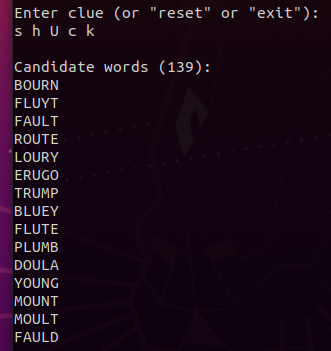 Enter clue (or "reset" or "exit"):
s h U c k
Candidate words (139):
BOURN
FLUYT
FAULT
ROUTE
LOURY
ERUGO
TRUMP
BLUEY
FLUTE
PLUMB
DOULA
YOUNG
MOUNT
MOULT
FAULD